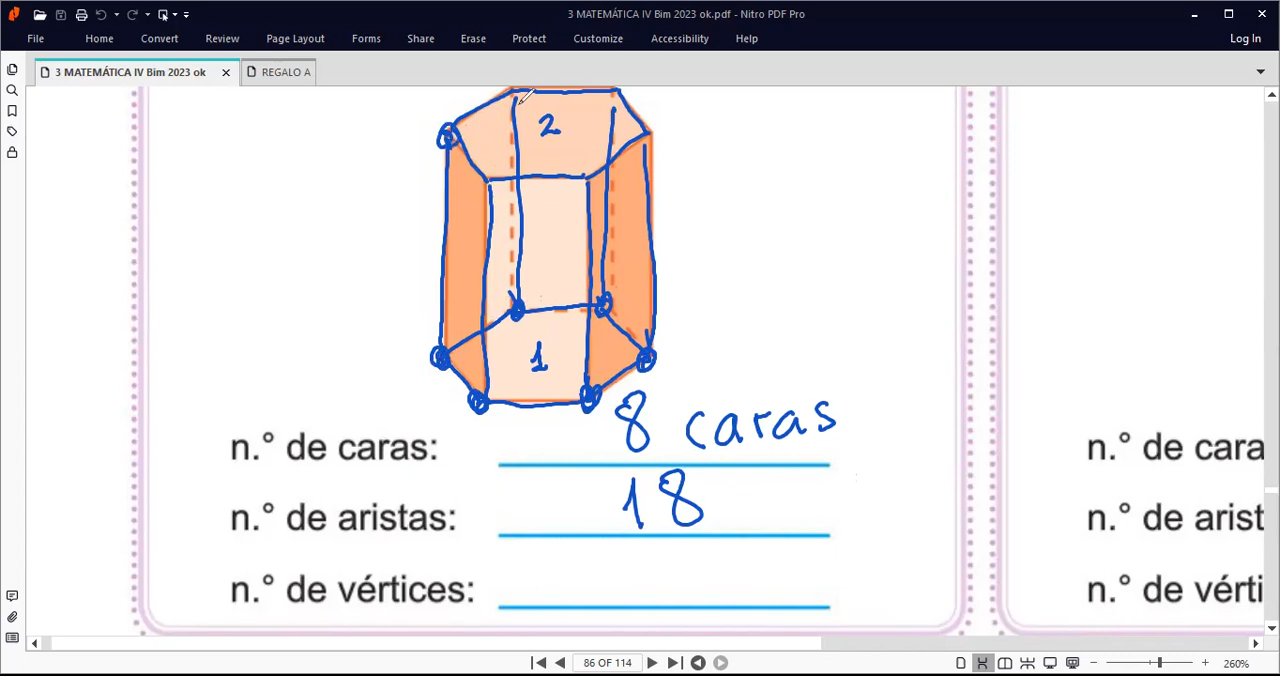 3 MATEMÁTICA IV Bim 2023 ok.pdf - Nitro PDF Pro
File Home Convert Review Page Layout Forms Share Erase Protect Customize Accessibility Help Log In
3 MATEMÁTICA IV Bim 2023 ok REGALO A
2
1
8 caras
n.° de caras: n.° de cara
18
n.° de aristas: n.° de arist
n.° de vértices: n.° de vérti
86 OF 114 260%